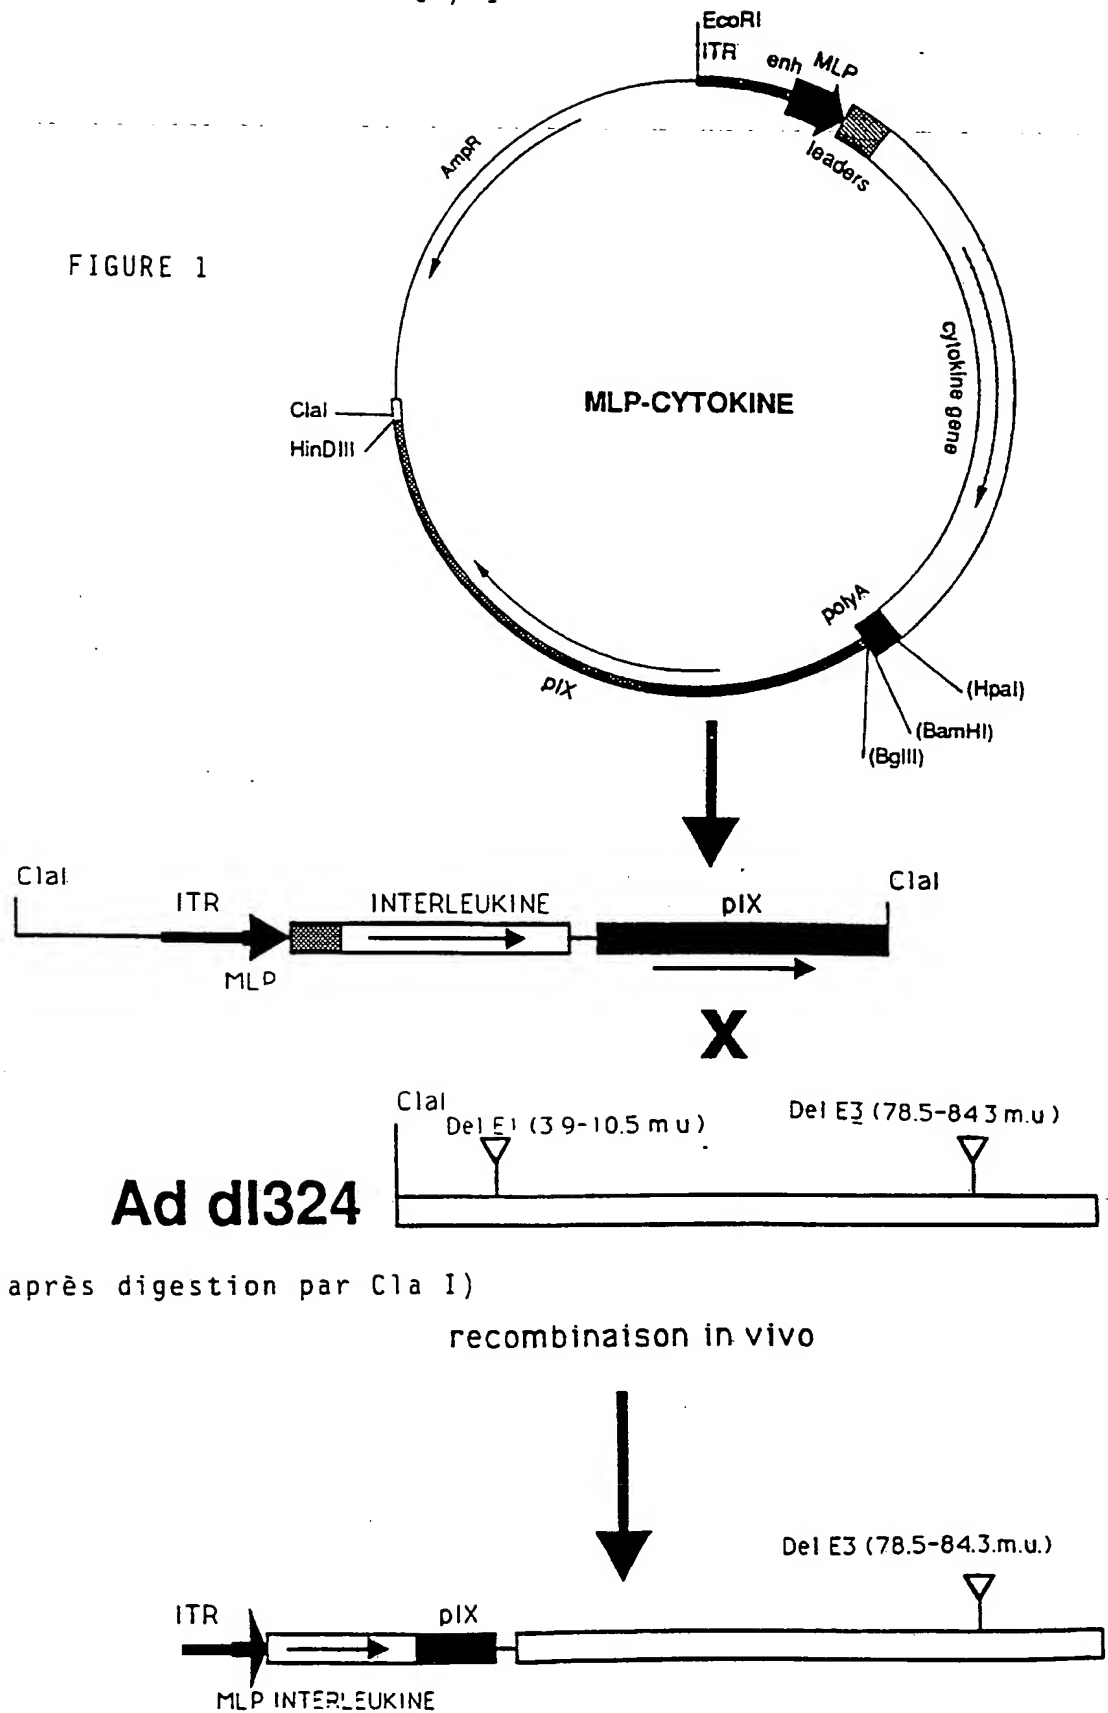 EcoRI
ITR
enh MLP
leaders
AmpR
FIGURE 1
cytokine gene
ClaI
HinDIII
MLP-CYTOKINE
polyA
pIX
(HpaI)
(BamHI)
(BglII)
ClaI
ITR
INTERLEUKINE
pIX
ClaI
MLP
X
ClaI
Del E1 (3 9-10.5 m u)
Del E3 (78.5-84 3 m.u)
Ad dl324
après digestion par Cla I)
recombinaison in vivo
Del E3 (78.5-84.3.m.u.)
ITR
pIX
MLP INTERLEUKINE